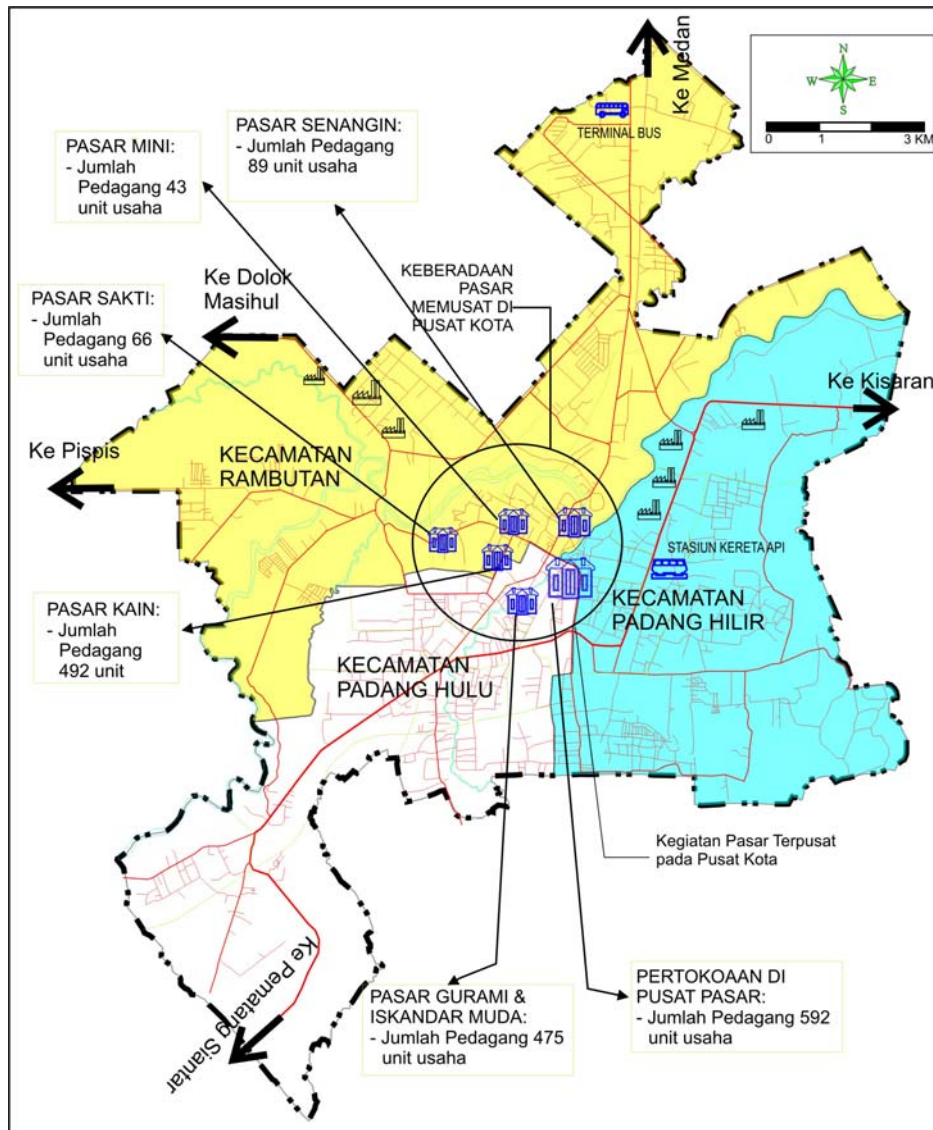 Ke Medan
N
W E
S
0 1 3 KM
TERMINAL BUS
PASAR SENANGIN:
- Jumlah Pedagang
89 unit usaha
PASAR MINI:
- Jumlah
Pedagang 43
unit usaha
KEBERADAAN
PASAR
MEMUSAT DI
PUSAT KOTA
Ke Dolok
Masihul
PASAR SAKTI:
- Jumlah
Pedagang 66
unit usaha
Ke Kisaran
Ke Pispis
KECAMATAN
RAMBUTAN
STASIUN KERETA API
KECAMATAN
PADANG HILIR
PASAR KAIN:
- Jumlah
Pedagang
492 unit
KECAMATAN
PADANG HULU
Kegiatan Pasar Terpusat
pada Pusat Kota
Ke Pematang Siantar
PASAR GURAMI &
ISKANDAR MUDA:
- Jumlah Pedagang 475
unit usaha
PERTOKOAAN DI
PUSAT PASAR:
- Jumlah Pedagang 592
unit usaha